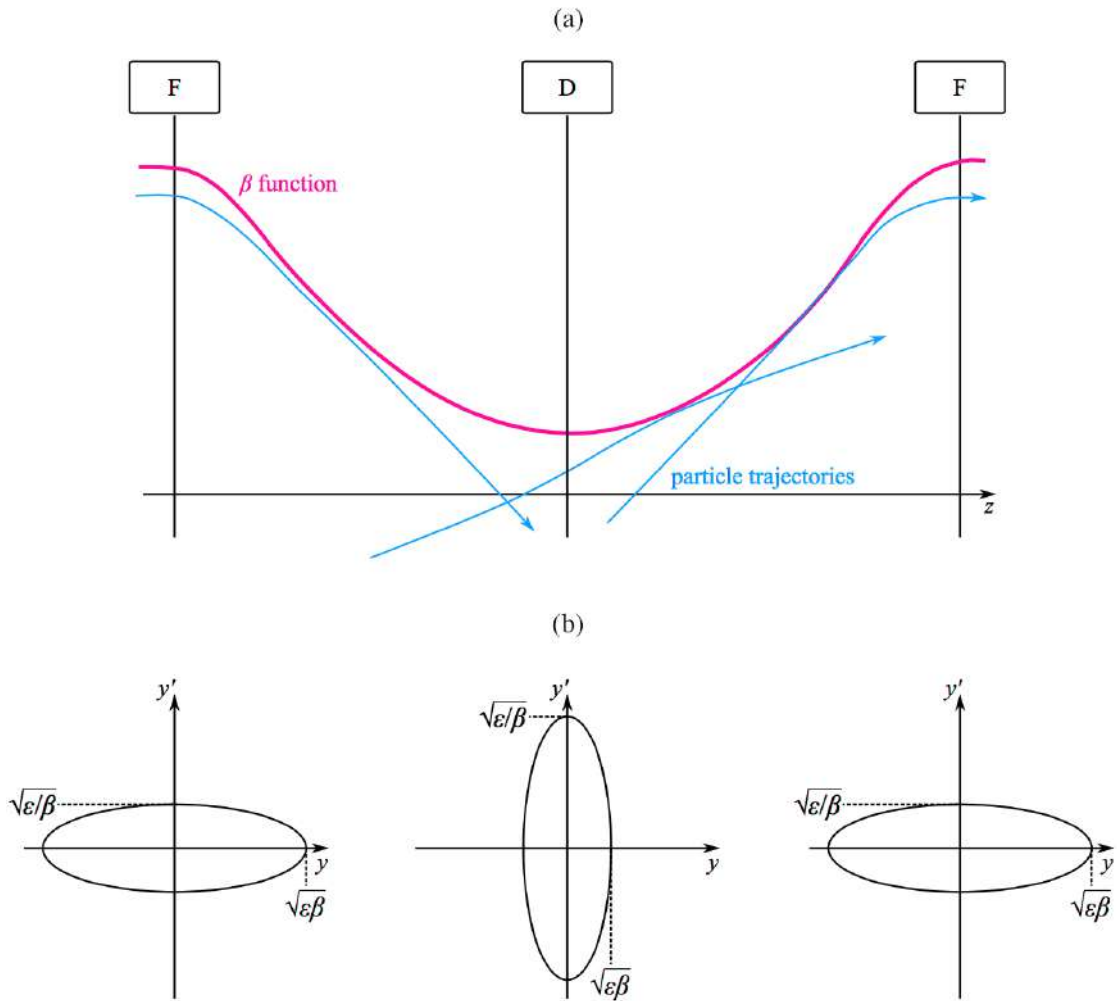 (a)
F D F
β function
particle trajectories
z
(b)
y′ y′ y′
√ε/β √ε/β √ε/β
y y y
√εβ √εβ √εβ